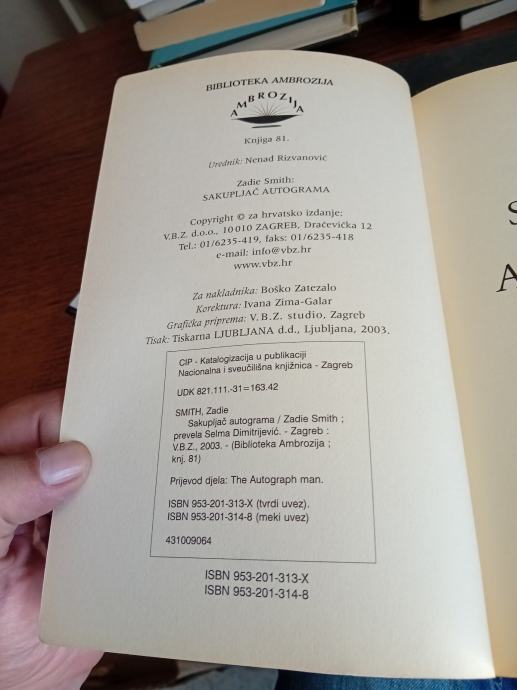 BIBLIOTEKA AMBROZIJA
AMBROZIJA
Knjiga 81.
Urednik: Nenad Rizvanović
Zadie Smith:
SAKUPLJAČ AUTOGRAMA
Copyright © za hrvatsko izdanje:
V.B.Z. d.o.o., 10 010 ZAGREB, Dračevička 12
Tel.: 01/6235-419, faks: 01/6235-418
e-mail: info@vbz.hr
www.vbz.hr
Za nakladnika: Boško Zatezalo
Korektura: Ivana Zima-Galar
Grafička priprema: V.B.Z. studio, Zagreb
Tisak: Tiskarna LJUBLJANA d.d., Ljubljana, 2003.
CIP - Katalogizacija u publikaciji
Nacionalna i sveučilišna knjižnica - Zagreb
UDK 821.111.-31=163.42
SMITH, Zadie
Sakupljač autograma / Zadie Smith ;
prevela Selma Dimitrijević. - Zagreb :
V.B.Z., 2003. - (Biblioteka Ambrozija ;
knj. 81)
Prijevod djela: The Autograph man.
ISBN 953-201-313-X (tvrdi uvez).
ISBN 953-201-314-8 (meki uvez)
431009064
ISBN 953-201-313-X
ISBN 953-201-314-8
S
A